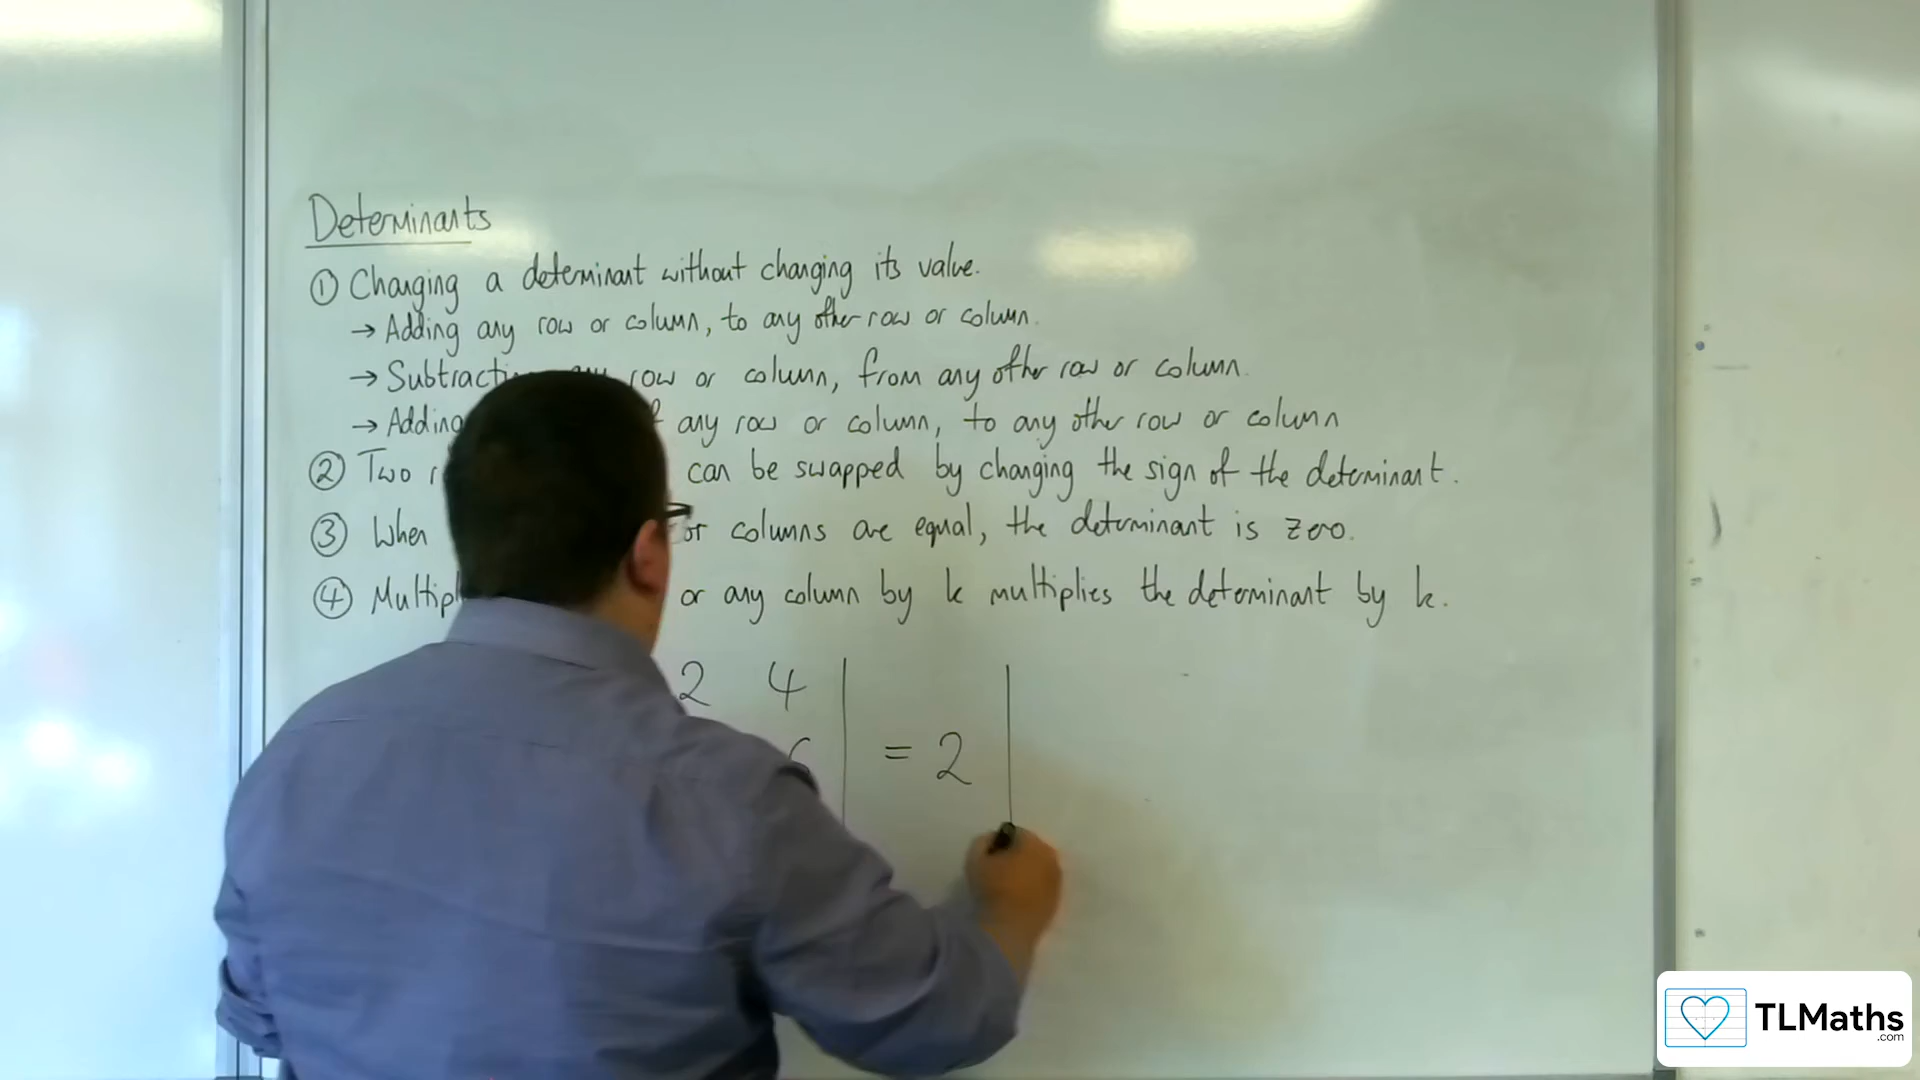 Determinants
① Changing a determinant without changing its value.
→ Adding any row or column, to any other row or column.
→ Subtracti row or column, from any other row or column.
→ Adding any row or column, to any other row or column
② Two can be swapped by changing the sign of the determinant.
③ When or columns are equal, the determinant is zero.
④ Multipl or any column by k multiplies the determinant by k.
2 4
6 = 2
TLMaths
.com